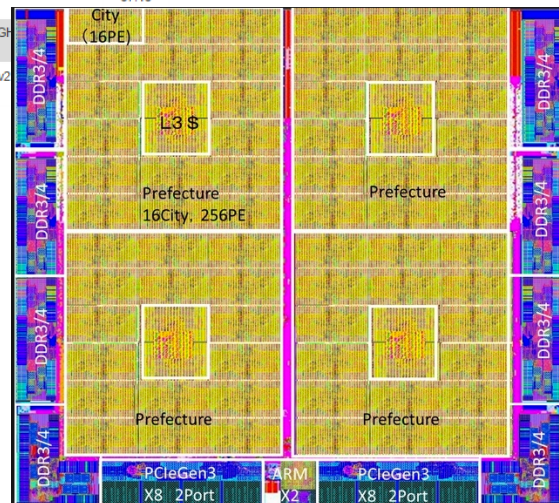 City
(16PE)
DDR3/4
DDR3/4
L3 $
Prefecture
16City, 256PE
Prefecture
DDR3/4
DDR3/4
DDR3/4
DDR3/4
Prefecture
Prefecture
DDR3/4
DDR3/4
PCIeGen3
X8 2Port
ARM
X2
PCIeGen3
X8 2Port